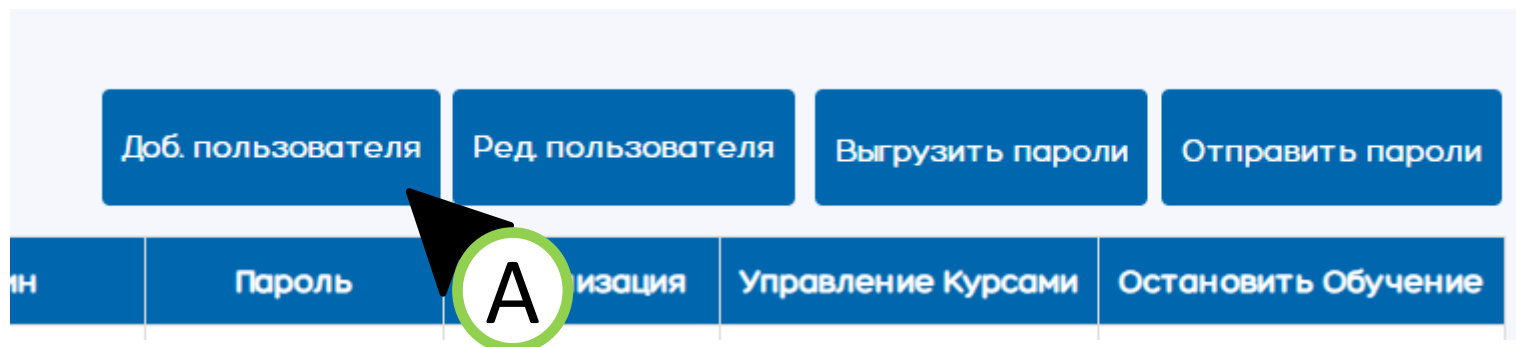 Доб. пользователя Ред. пользователя Выгрузить пароли Отправить пароли
Пароль Управление Курсами Остановить Обучение
A